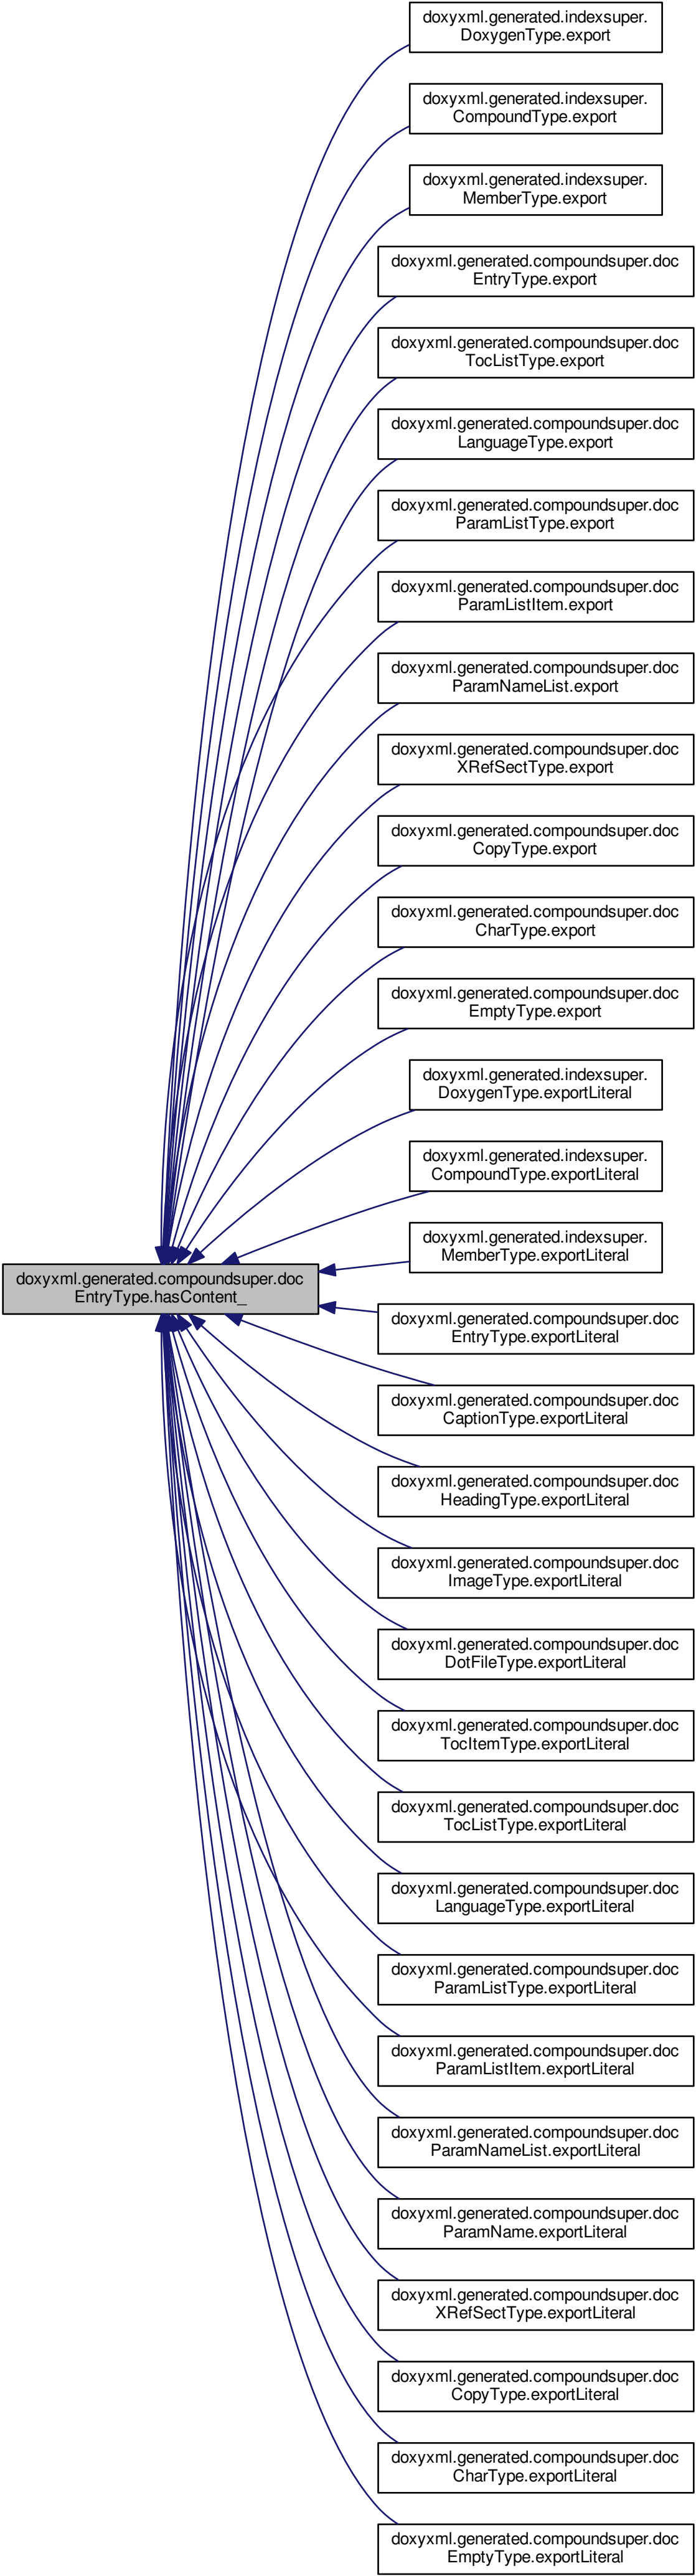 doxyxml.generated.indexsuper.
DoxygenType.export
doxyxml.generated.indexsuper.
CompoundType.export
doxyxml.generated.indexsuper.
MemberType.export
doxyxml.generated.compoundsuper.doc
EntryType.export
doxyxml.generated.compoundsuper.doc
TocListType.export
doxyxml.generated.compoundsuper.doc
LanguageType.export
doxyxml.generated.compoundsuper.doc
ParamListType.export
doxyxml.generated.compoundsuper.doc
ParamListItem.export
doxyxml.generated.compoundsuper.doc
ParamNameList.export
doxyxml.generated.compoundsuper.doc
XRefSectType.export
doxyxml.generated.compoundsuper.doc
CopyType.export
doxyxml.generated.compoundsuper.doc
CharType.export
doxyxml.generated.compoundsuper.doc
EmptyType.export
doxyxml.generated.indexsuper.
DoxygenType.exportLiteral
doxyxml.generated.indexsuper.
CompoundType.exportLiteral
doxyxml.generated.indexsuper.
MemberType.exportLiteral
doxyxml.generated.compoundsuper.doc
EntryType.hasContent_
doxyxml.generated.compoundsuper.doc
EntryType.exportLiteral
doxyxml.generated.compoundsuper.doc
CaptionType.exportLiteral
doxyxml.generated.compoundsuper.doc
HeadingType.exportLiteral
doxyxml.generated.compoundsuper.doc
ImageType.exportLiteral
doxyxml.generated.compoundsuper.doc
DotFileType.exportLiteral
doxyxml.generated.compoundsuper.doc
TocItemType.exportLiteral
doxyxml.generated.compoundsuper.doc
TocListType.exportLiteral
doxyxml.generated.compoundsuper.doc
LanguageType.exportLiteral
doxyxml.generated.compoundsuper.doc
ParamListType.exportLiteral
doxyxml.generated.compoundsuper.doc
ParamListItem.exportLiteral
doxyxml.generated.compoundsuper.doc
ParamNameList.exportLiteral
doxyxml.generated.compoundsuper.doc
ParamName.exportLiteral
doxyxml.generated.compoundsuper.doc
XRefSectType.exportLiteral
doxyxml.generated.compoundsuper.doc
CopyType.exportLiteral
doxyxml.generated.compoundsuper.doc
CharType.exportLiteral
doxyxml.generated.compoundsuper.doc
EmptyType.exportLiteral